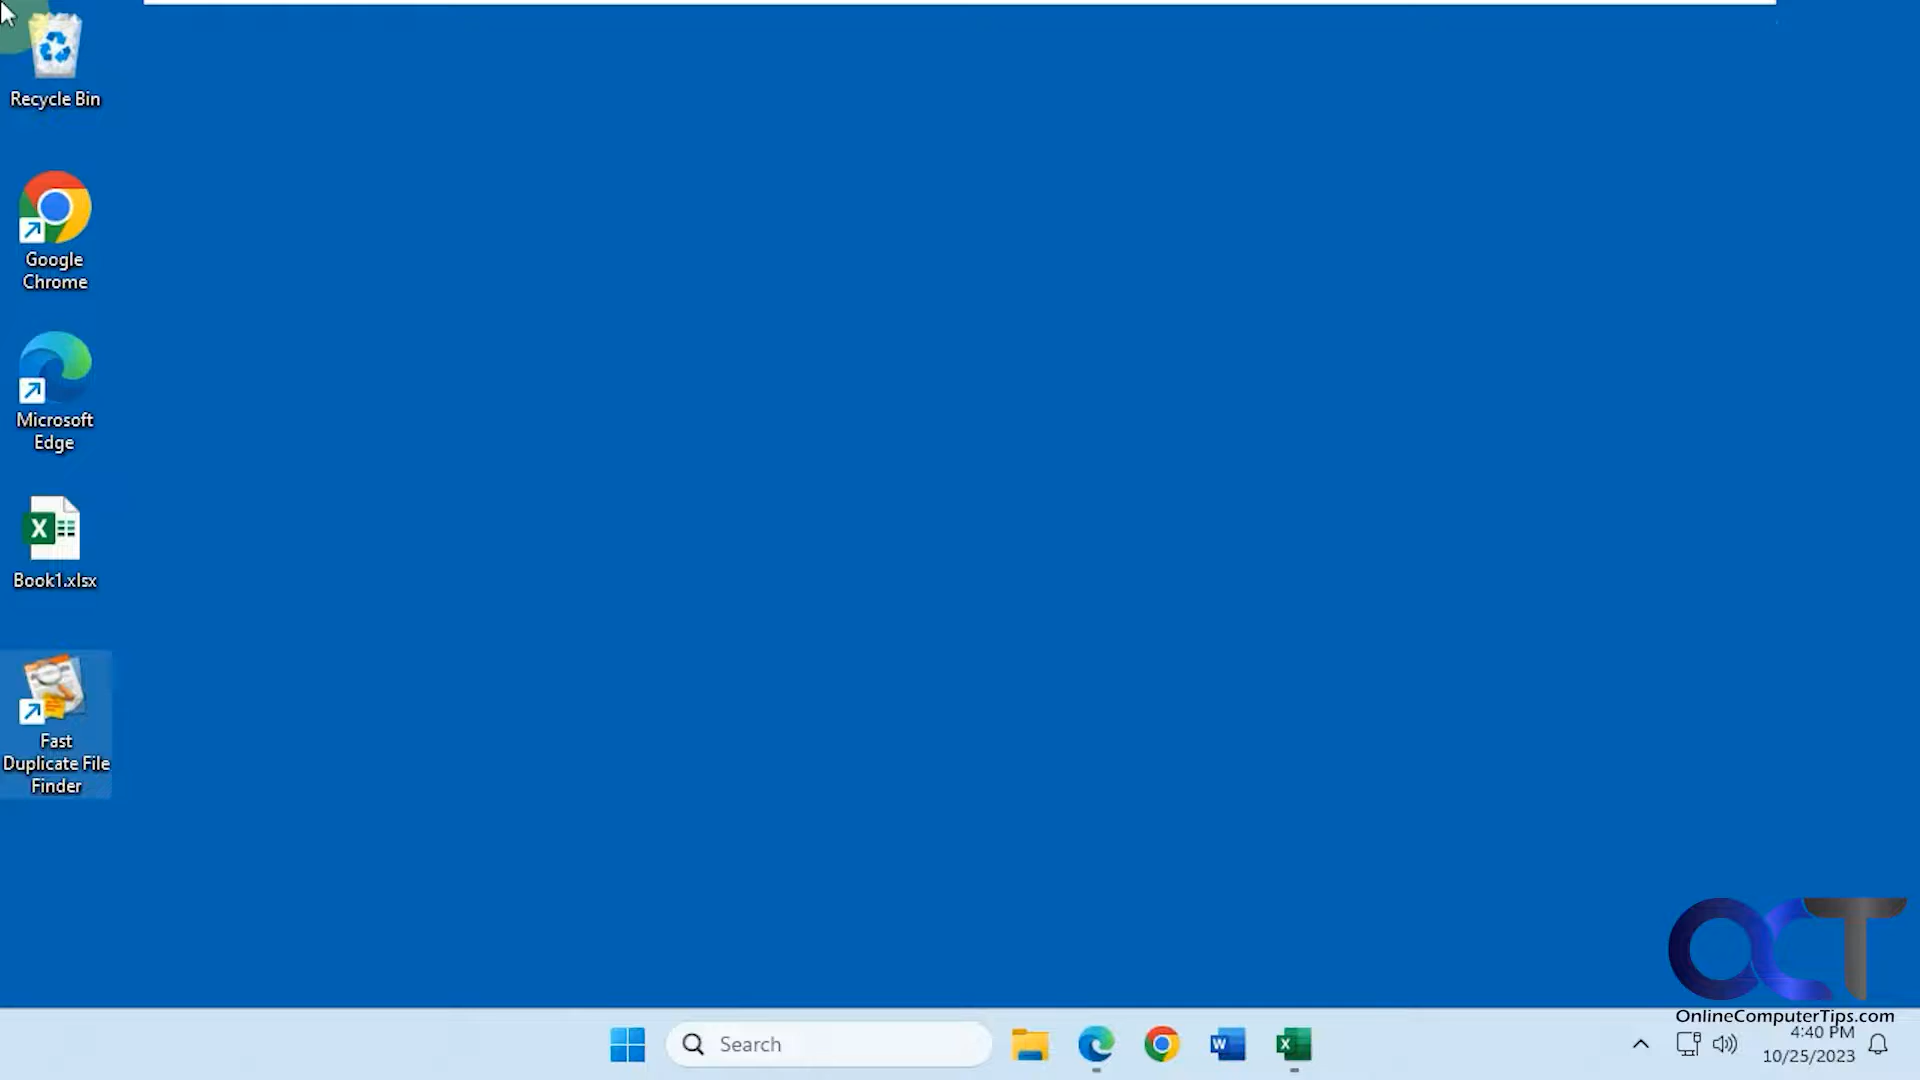 Recycle Bin
Google
Chrome
Microsoft
Edge
Book1.xlsx
Fast
Duplicate File
Finder
OCT
OnlineComputerTips.com
Search
4:40 PM
10/25/2023